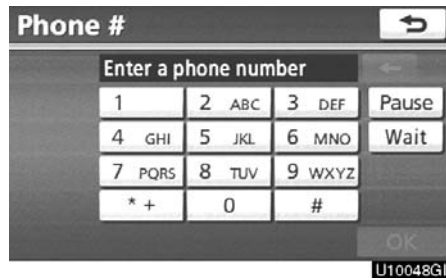 Phone #
Enter a phone number
1 2 ABC 3 DEF Pause
4 GHI 5 JKL 6 MNO Wait
7 PQRS 8 TUV 9 WXYZ
* + 0 #
OK
U10048G